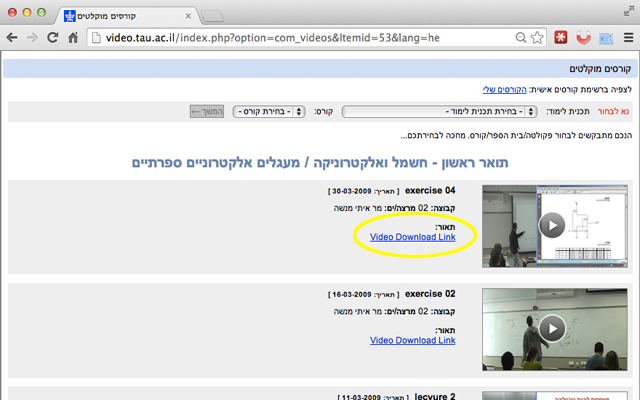 קורסים מוקלטים
video.tau.ac.il/index.php?option=com_videos&Itemid=53&lang=he
קורסים מוקלטים
לצפיה ברשימת קורסים אישית: הקורסים שלי
נא לבחור תכנית לימוד: - בחירת תכנית לימוד - קורס: - בחירת קורס - המשך ←
הנכם מתבקשים לבחור פקולטה/בית הספר/קורס. מחכה לבחירתכם...
תואר ראשון - חשמל ואלקטרוניקה / מעגלים אלקטרוניים ספרתיים
exercise 04 [ תאריך: 30-03-2009 ]
קבוצה: 02 מרצה/ים: מר איתי מנשה
תאור:
Video Download Link
exercise 02 [ תאריך: 16-03-2009 ]
קבוצה: 02 מרצה/ים: מר איתי מנשה
תאור:
Video Download Link
lecvure 2 [ תאריך: 11-03-2009 ]